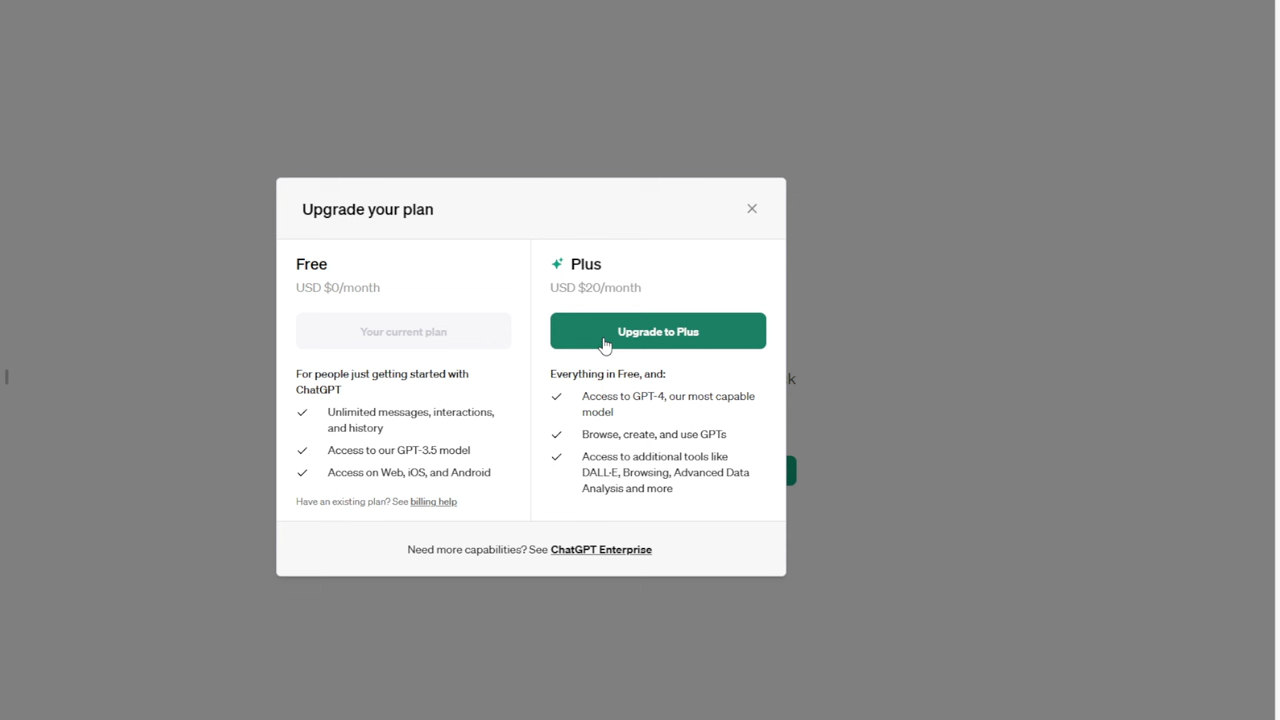 Upgrade your plan
Free
USD $0/month
Your current plan
For people just getting started with
ChatGPT
Unlimited messages, interactions,
and history
Access to our GPT-3.5 model
Access on Web, iOS, and Android
Have an existing plan? See billing help
Plus
USD $20/month
Upgrade to Plus
Everything in Free, and:
Access to GPT-4, our most capable
model
Browse, create, and use GPTs
Access to additional tools like
DALL·E, Browsing, Advanced Data
Analysis and more
k
Need more capabilities? See ChatGPT Enterprise